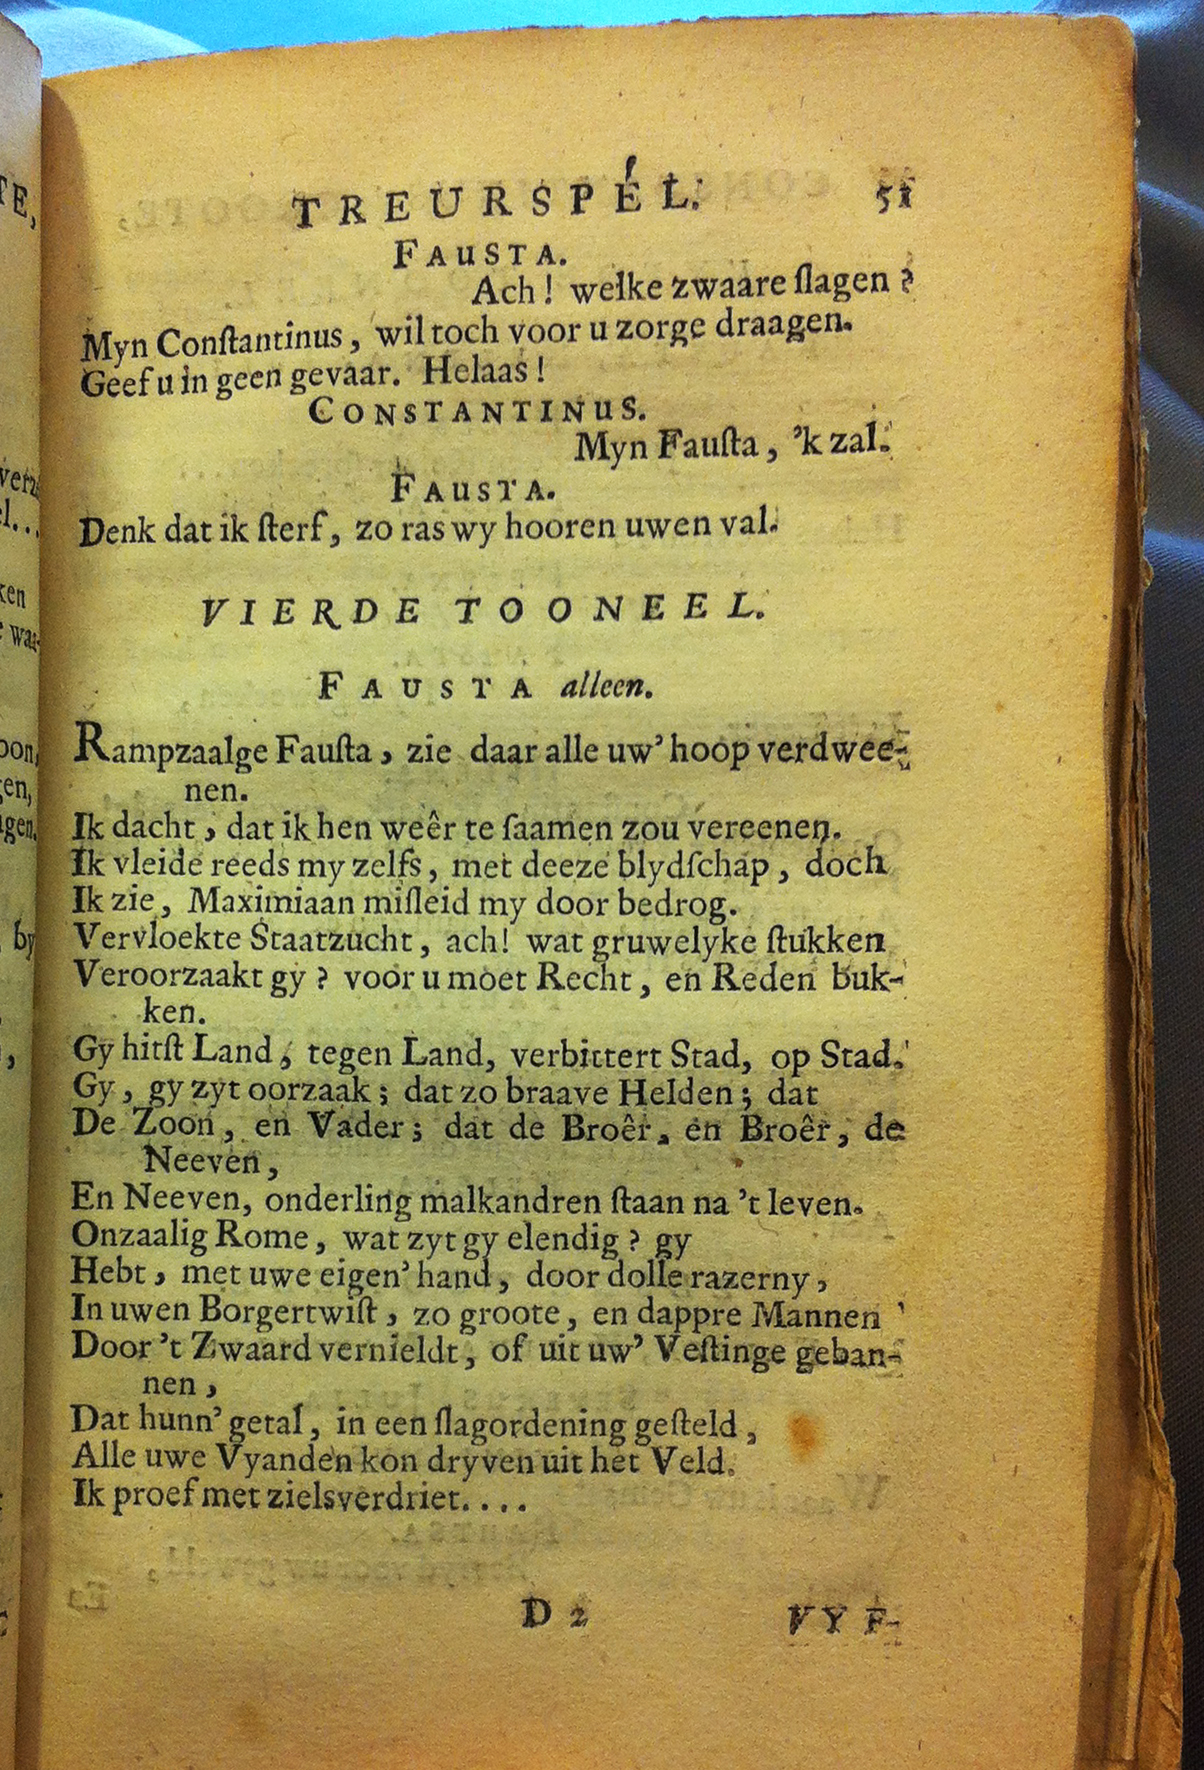 TREURSPÉL. 51
FAUSTA.
Ach! welke zwaare ſlagen?
Myn Conſtantinus, wil toch voor u zorge draagen.
Geef u in geen gevaar. Helaas!
CONSTANTINUS.
Myn Fauſta, ’k zal.
FAUSTA.
Denk dat ik ſterf, zo ras wy hooren uwen val.
VIERDE TOONEEL.
FAUSTA alleen.
Rampzaalge Fauſta, zie daar alle uw’ hoop verdwee-
nen.
Ik dacht, dat ik hen weêr te ſaamen zou vereenen.
Ik vleide reeds my zelfs, met deeze blydſchap, doch
Ik zie, Maximiaan miſleid my door bedrog.
Vervloekte Staatzucht, ach! wat gruwelyke ſtukken
Veroorzaakt gy? voor u moet Recht, en Reden buk-
ken.
Gy hitſt Land, tegen Land, verbittert Stad, op Stad.
Gy, gy zyt oorzaak; dat zo braave Helden; dat
De Zoon, en Vader; dat de Broêr, en Broêr, de
Neeven,
En Neeven, onderling malkandren ſtaan na ’t leven.
Onzaalig Rome, wat zyt gy elendig? gy
Hebt, met uwe eigen’ hand, door dolle razerny,
In uwen Borgertwiſt, zo groote, en dappre Mannen
Door ’t Zwaard vernieldt, of uit uw’ Veſtinge geban-
nen,
Dat hunn’ getal, in een ſlagordening geſteld,
Alle uwe Vyanden kon dryven uit het Veld.
Ik proef met zielsverdriet....
D 2 VYF-